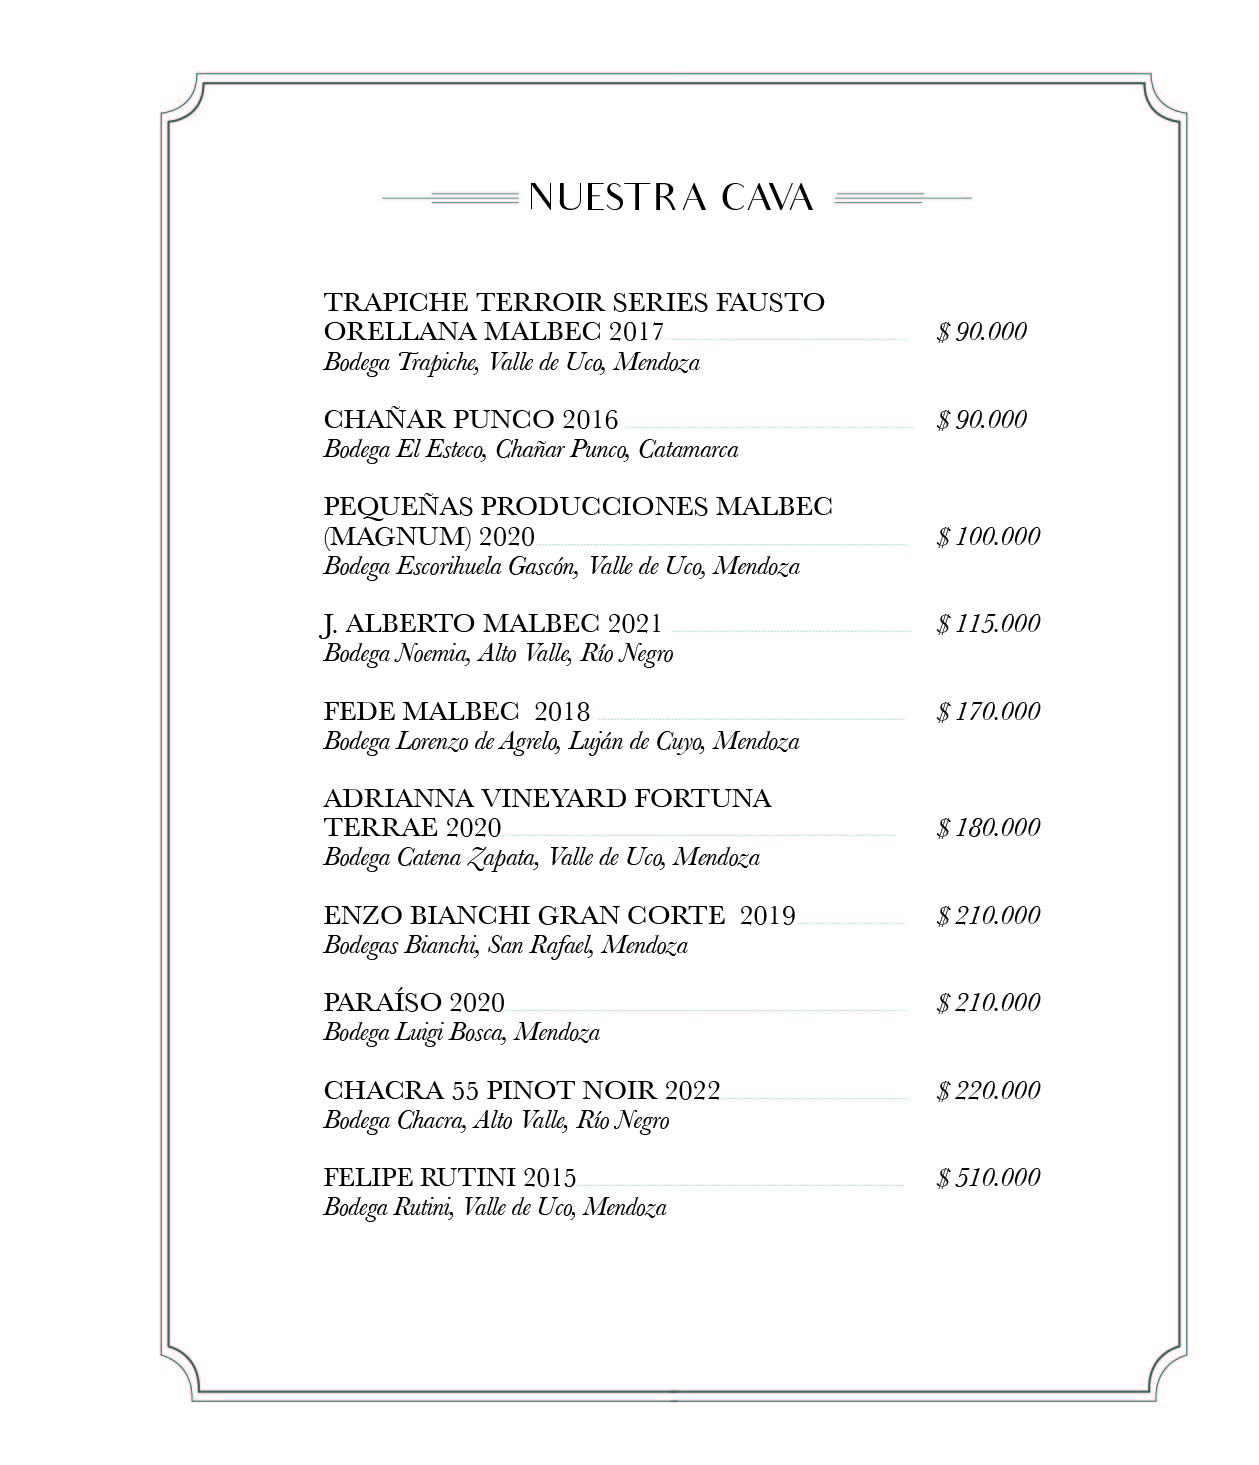 NUESTRA CAVA
TRAPICHE TERROIR SERIES FAUSTO
ORELLANA MALBEC 2017 $ 90.000
Bodega Trapiche, Valle de Uco, Mendoza
CHAÑAR PUNCO 2016 $ 90.000
Bodega El Esteco, Chañar Punco, Catamarca
PEQUEÑAS PRODUCCIONES MALBEC
(MAGNUM) 2020 $ 100.000
Bodega Escorihuela Gascón, Valle de Uco, Mendoza
J. ALBERTO MALBEC 2021 $ 115.000
Bodega Noemia, Alto Valle, Río Negro
FEDE MALBEC 2018 $ 170.000
Bodega Lorenzo de Agrelo, Luján de Cuyo, Mendoza
ADRIANNA VINEYARD FORTUNA
TERRAE 2020 $ 180.000
Bodega Catena Zapata, Valle de Uco, Mendoza
ENZO BIANCHI GRAN CORTE 2019 $ 210.000
Bodegas Bianchi, San Rafael, Mendoza
PARAÍSO 2020 $ 210.000
Bodega Luigi Bosca, Mendoza
CHACRA 55 PINOT NOIR 2022 $ 220.000
Bodega Chacra, Alto Valle, Río Negro
FELIPE RUTINI 2015 $ 510.000
Bodega Rutini, Valle de Uco, Mendoza